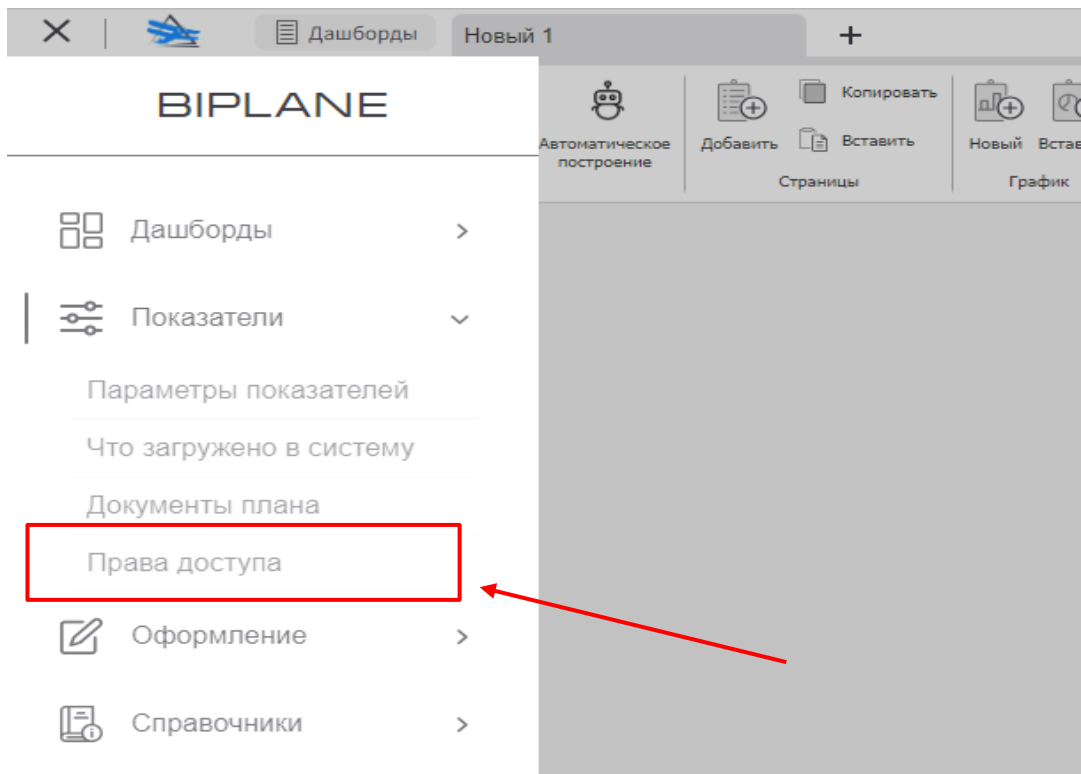 Дашборды
Новый 1
BIPLANE
Автоматическое
построение
Добавить
Копировать
Вставить
Страницы
Новый
График
Дашборды
Показатели
Параметры показателей
Что загружено в систему
Документы плана
Права доступа
Оформление
Справочники